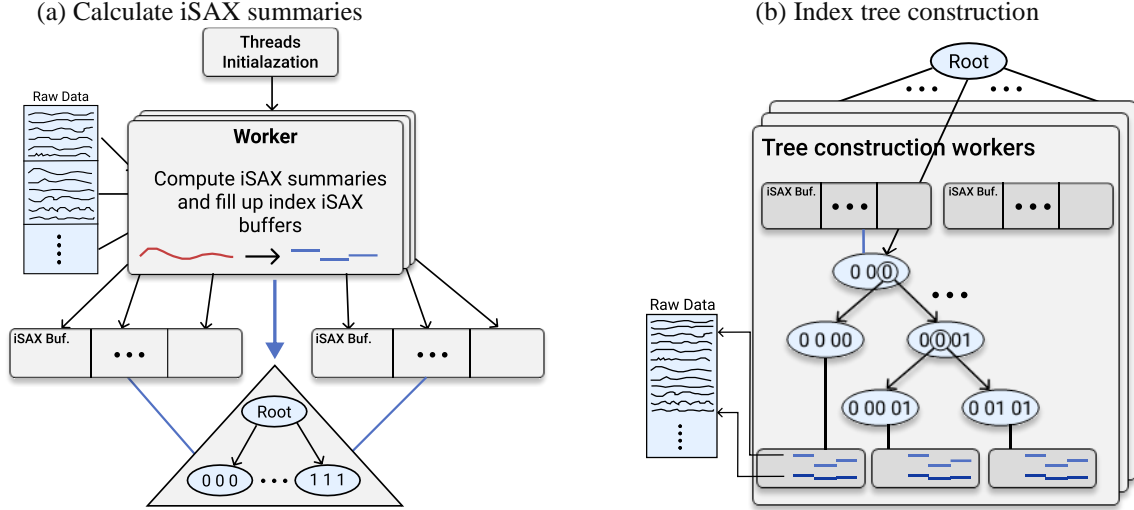 (a) Calculate iSAX summaries
Threads
Initialazation
Raw Data
Worker
Compute iSAX summaries
and fill up index iSAX
buffers
iSAX Buf.
iSAX Buf.
Root
0 0 0
1 1 1
(b) Index tree construction
Root
Tree construction workers
iSAX Buf.
iSAX Buf.
0 0 0
Raw Data
0 0 00
0 0 01
0 00 01
0 01 01